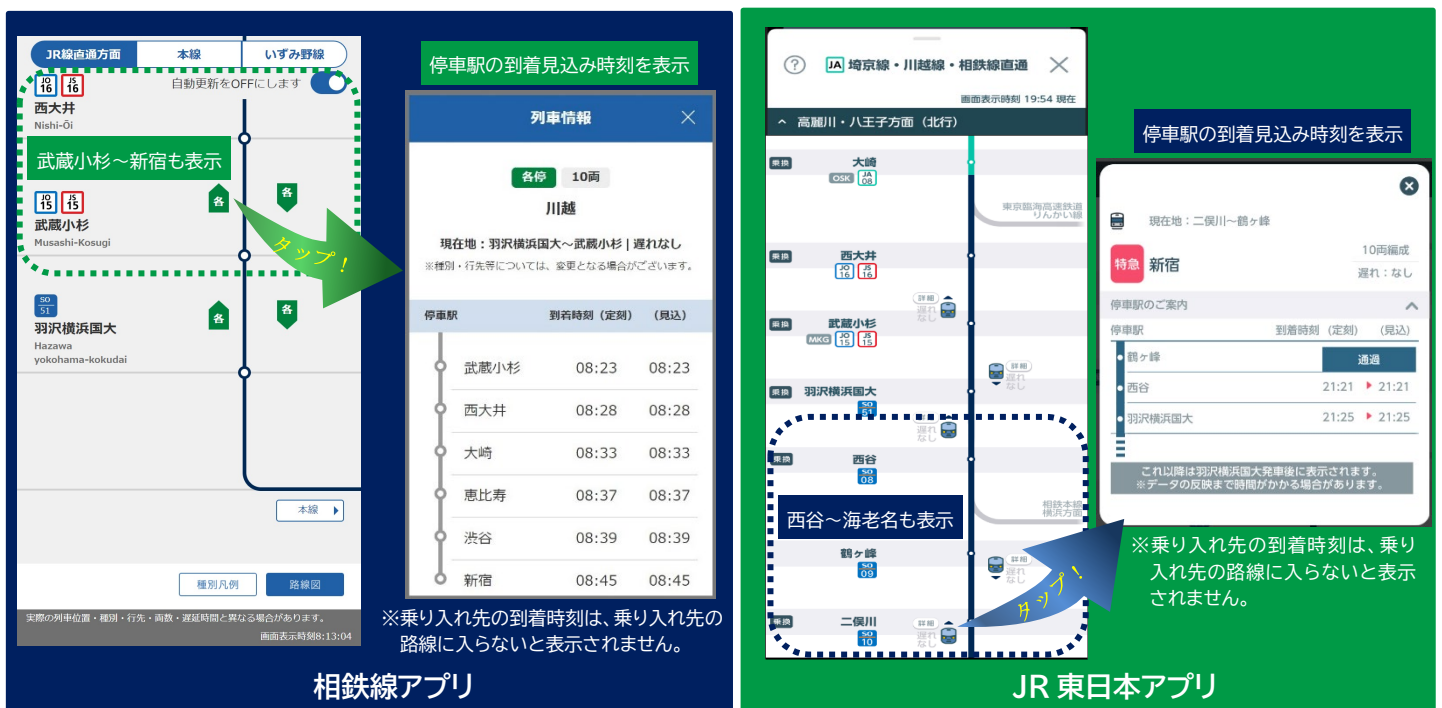 JR線直通方面 本線 いずみ野線
JO 16 JS 16
自動更新をOFFにします
西大井
Nishi-Ōi
武蔵小杉～新宿も表示
JO 15 JS 15
各 各
武蔵小杉
Musashi-Kosugi
タップ！
SO 51
各 各
羽沢横浜国大
Hazawa
yokohama-kokudai
本線
種別凡例 路線図
実際の列車位置・種別・行先・両数・遅延時間と異なる場合があります。
画面表示時刻8:13:04
停車駅の到着見込み時刻を表示
列車情報
各停 10両
川越
現在地：羽沢横浜国大～武蔵小杉 | 遅れなし
※種別・行先等については、変更となる場合がございます。
停車駅 到着時刻（定刻） （見込）
武蔵小杉 08:23 08:23
西大井 08:28 08:28
大崎 08:33 08:33
恵比寿 08:37 08:37
渋谷 08:39 08:39
新宿 08:45 08:45
※乗り入れ先の到着時刻は、乗り入れ先の
路線に入らないと表示されません。
相鉄線アプリ
? JA 埼京線・川越線・相鉄線直通
画面表示時刻 19:54 現在
高麗川・八王子方面（北行）
乗換 大崎
OSK JA 08
東京臨海高速鉄道
りんかい線
乗換 西大井
JO 16 JS 16
詳細
遅れ
なし
乗換 武蔵小杉
MKG JO 15 JS 15
詳細
遅れ
なし
乗換 羽沢横浜国大
SO 51
詳細
遅れ
なし
乗換 西谷
SO 08
相鉄本線
横浜方面
西谷～海老名も表示
鶴ケ峰
SO 09
詳細
遅れ
なし
タップ！
乗換 二俣川
SO 10
詳細
遅れ
なし
停車駅の到着見込み時刻を表示
現在地：二俣川～鶴ケ峰
特急 新宿
10両編成
遅れ：なし
停車駅のご案内
停車駅 到着時刻 （定刻） （見込）
鶴ケ峰 通過
西谷 21:21 21:21
羽沢横浜国大 21:25 21:25
これ以降は羽沢横浜国大発車後に表示されます。
※データの反映まで時間がかかる場合があります。
※乗り入れ先の到着時刻は、乗り
入れ先の路線に入らないと表示
されません。
JR 東日本アプリ